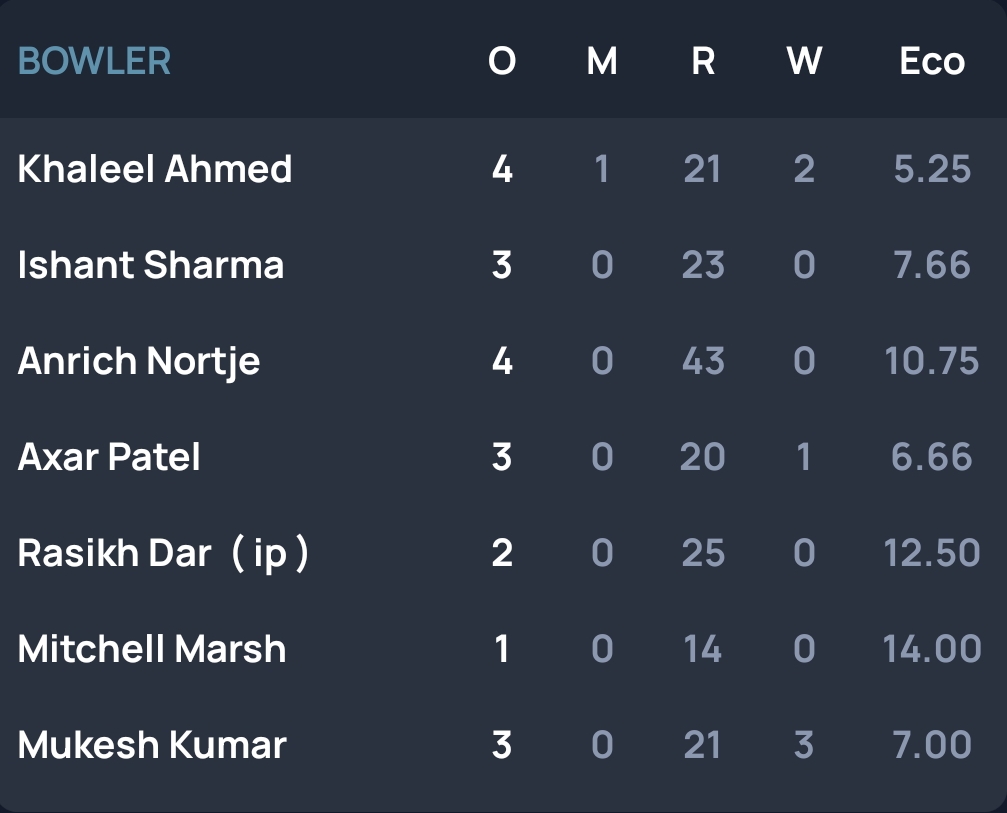 BOWLER O M R W Eco
Khaleel Ahmed 4 1 21 2 5.25
Ishant Sharma 3 0 23 0 7.66
Anrich Nortje 4 0 43 0 10.75
Axar Patel 3 0 20 1 6.66
Rasikh Dar ( ip ) 2 0 25 0 12.50
Mitchell Marsh 1 0 14 0 14.00
Mukesh Kumar 3 0 21 3 7.00